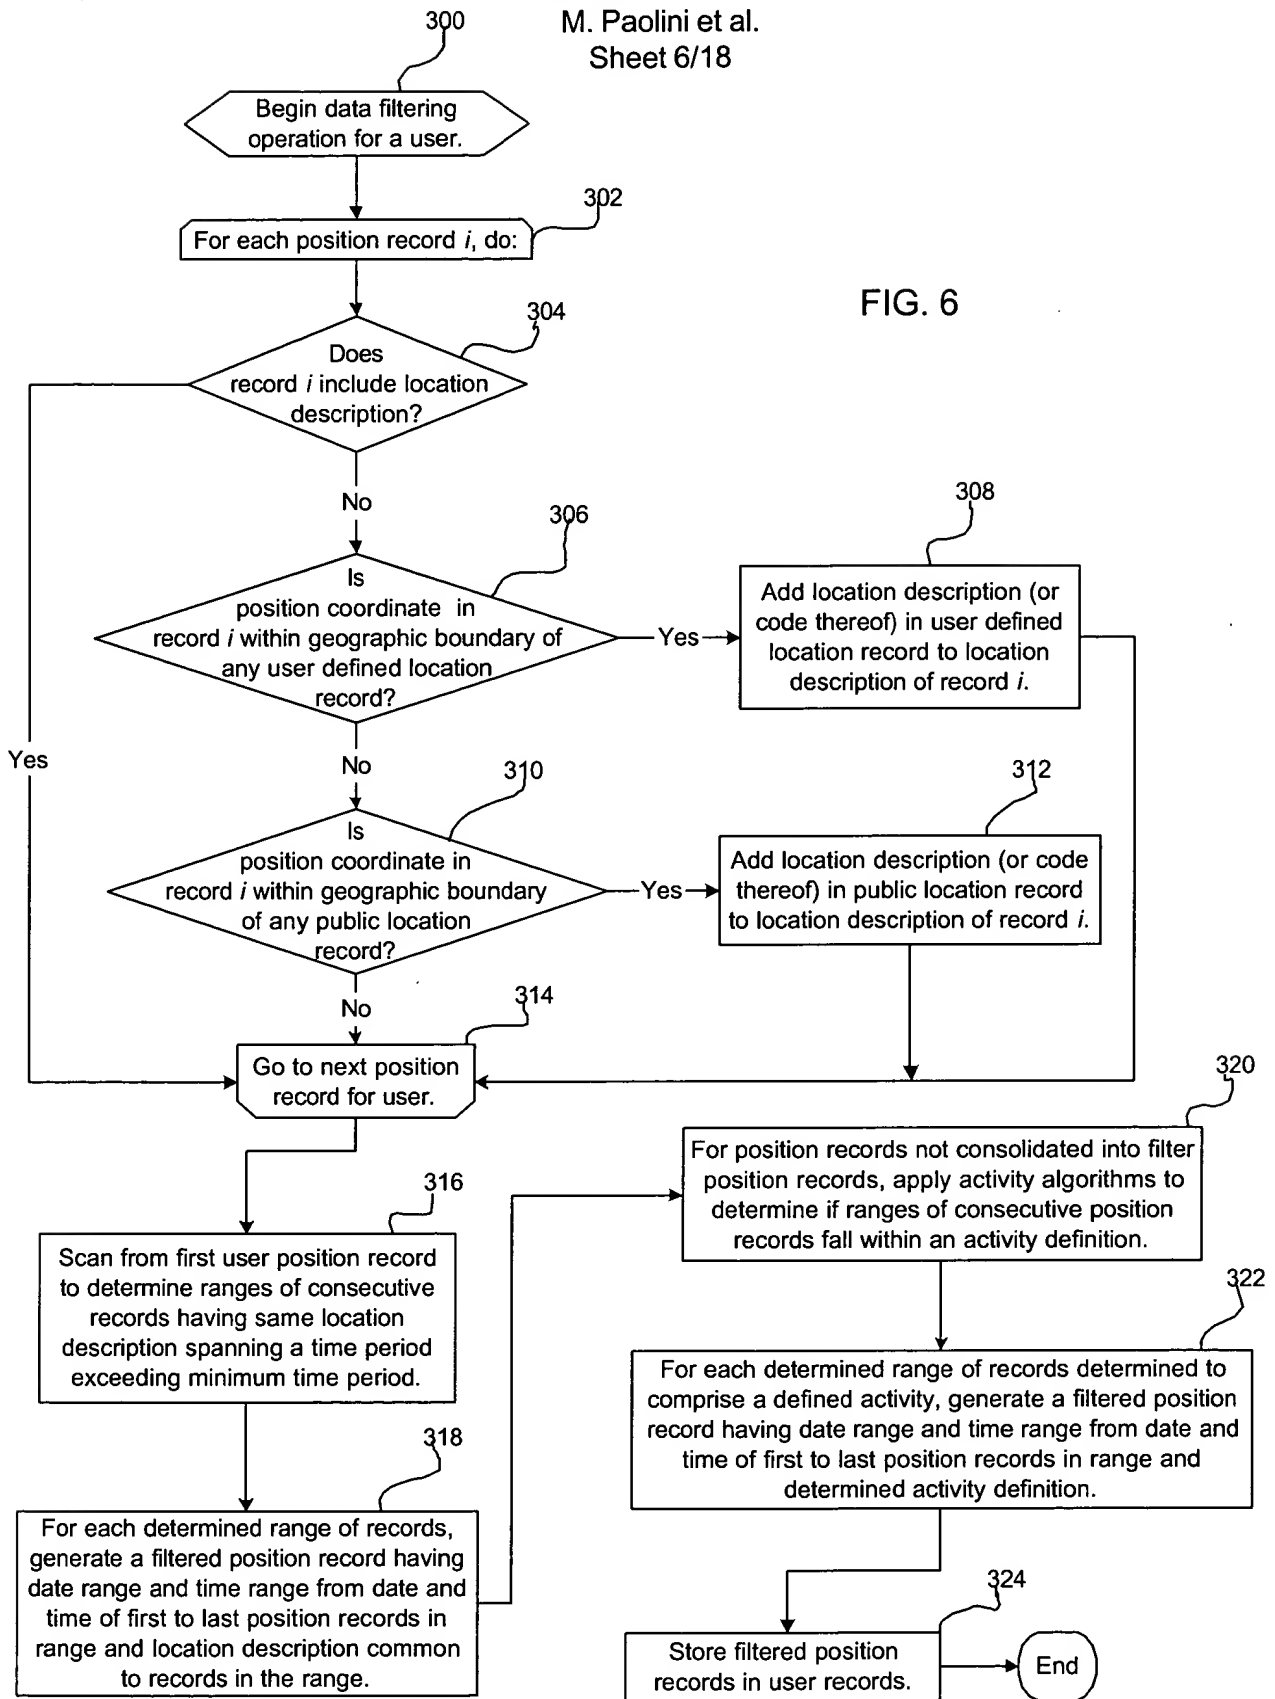 M. Paolini et al.
Sheet 6/18
300
Begin data filtering
operation for a user.
302
For each position record i, do:
FIG. 6
304
Does
record i include location
description?
No
306
Is
position coordinate in
record i within geographic boundary of
any user defined location
record?
Yes
308
Add location description (or
code thereof) in user defined
location record to location
description of record i.
Yes
No
310
Is
position coordinate in
record i within geographic boundary
of any public location
record?
Yes
312
Add location description (or code
thereof) in public location record
to location description of record i.
No
314
Go to next position
record for user.
316
Scan from first user position record
to determine ranges of consecutive
records having same location
description spanning a time period
exceeding minimum time period.
318
For each determined range of records,
generate a filtered position record having
date range and time range from date and
time of first to last position records in
range and location description common
to records in the range.
320
For position records not consolidated into filter
position records, apply activity algorithms to
determine if ranges of consecutive position
records fall within an activity definition.
322
For each determined range of records determined to
comprise a defined activity, generate a filtered position
record having date range and time range from date and
time of first to last position records in range and
determined activity definition.
324
Store filtered position
records in user records.
End